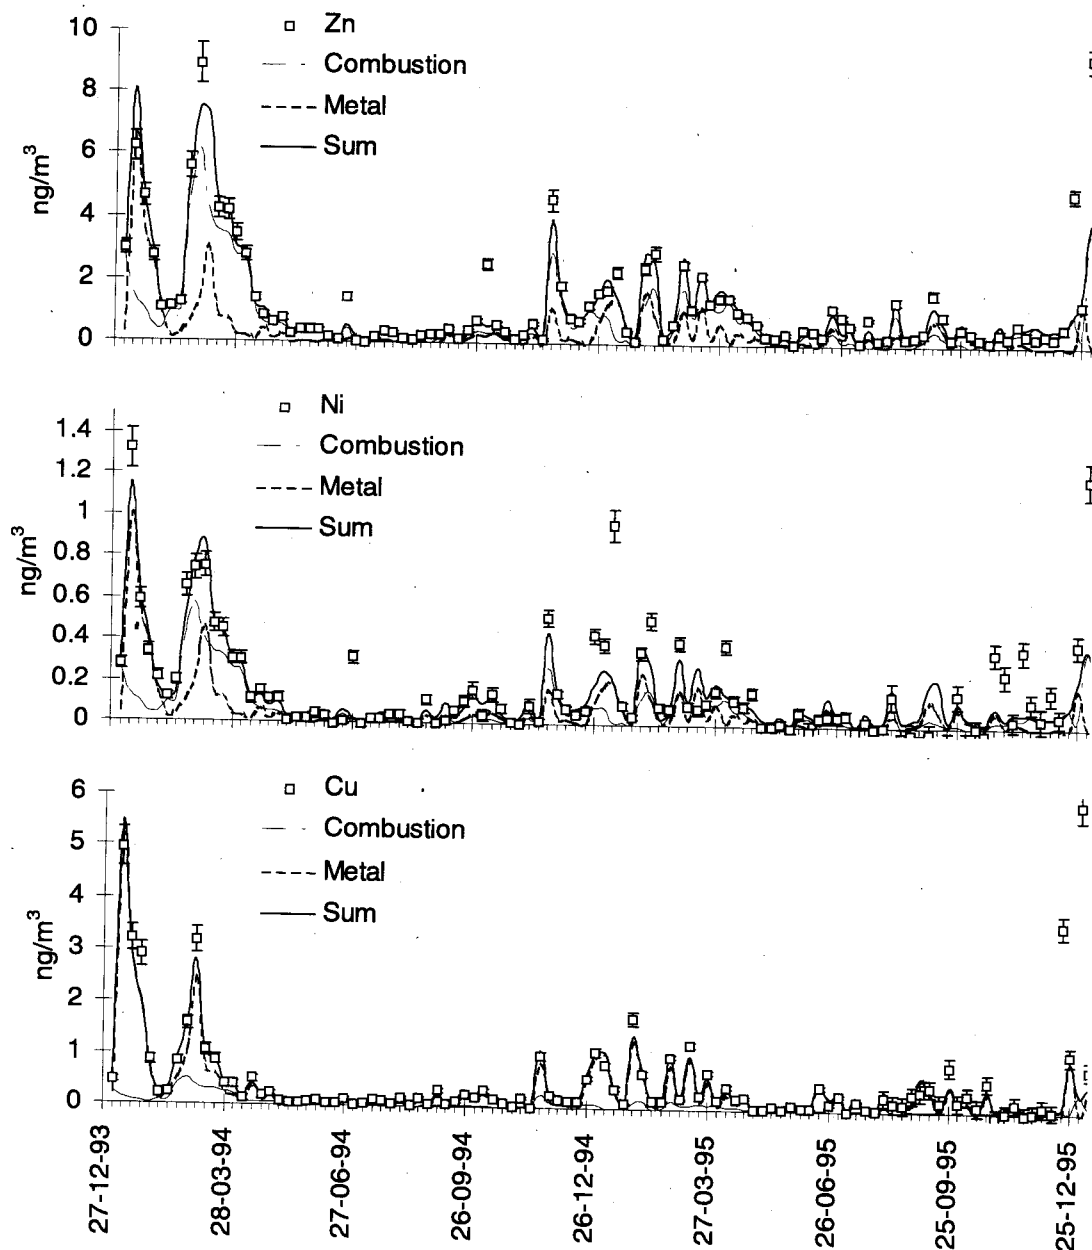 10
Zn
Combustion
8
Metal
Sum
6
ng/m³
4
2
0
Ni
1.4
Combustion
1.2
Metal
1
Sum
0.8
ng/m³
0.6
0.4
0.2
0
6
Cu
Combustion
5
Metal
4
Sum
ng/m³
3
2
1
0
27-12-93
28-03-94
27-06-94
26-09-94
26-12-94
27-03-95
26-06-95
25-09-95
25-12-95